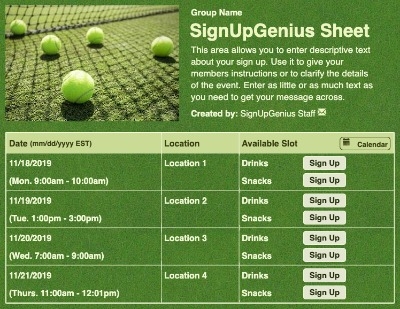 Group Name
SignUpGenius Sheet
This area allows you to enter descriptive text
about your sign up. Use it to give your
members instructions or to clarify the details
of the event. Enter as little or as much text as
you need to get your message across.
Created by: SignUpGenius Staff
Date (mm/dd/yyyy EST) Location Available Slot Calendar
11/18/2019 Location 1 Drinks Sign Up
(Mon. 9:00am - 10:00am) Snacks Sign Up
11/19/2019 Location 2 Drinks Sign Up
(Tue. 1:00pm - 3:00pm) Snacks Sign Up
11/20/2019 Location 3 Drinks Sign Up
(Wed. 7:00am - 9:00am) Snacks Sign Up
11/21/2019 Location 4 Drinks Sign Up
(Thurs. 11:00am - 12:01pm) Snacks Sign Up